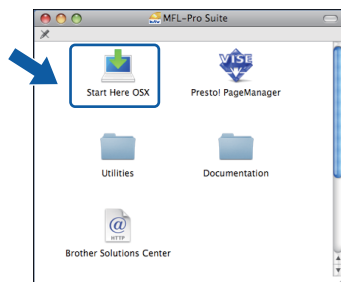 MFL-Pro Suite
Start Here OSX
Presto! PageManager
VISE
Utilities
Documentation
@
HTTP
Brother Solutions Center